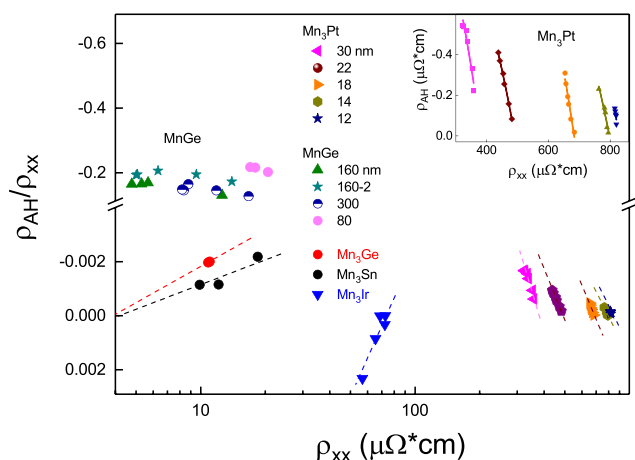 -0.6
-0.4
-0.2
-0.002
0.000
0.002
ρAH/ρxx
10
100
ρxx (μΩ*cm)
MnGe
Mn3Pt
30 nm
22
18
14
12
MnGe
160 nm
160-2
300
80
Mn3Ge
Mn3Sn
Mn3Ir
Mn3Pt
-0.4
-0.2
0.0
ρAH (μΩ*cm)
400
600
800
ρxx (μΩ*cm)